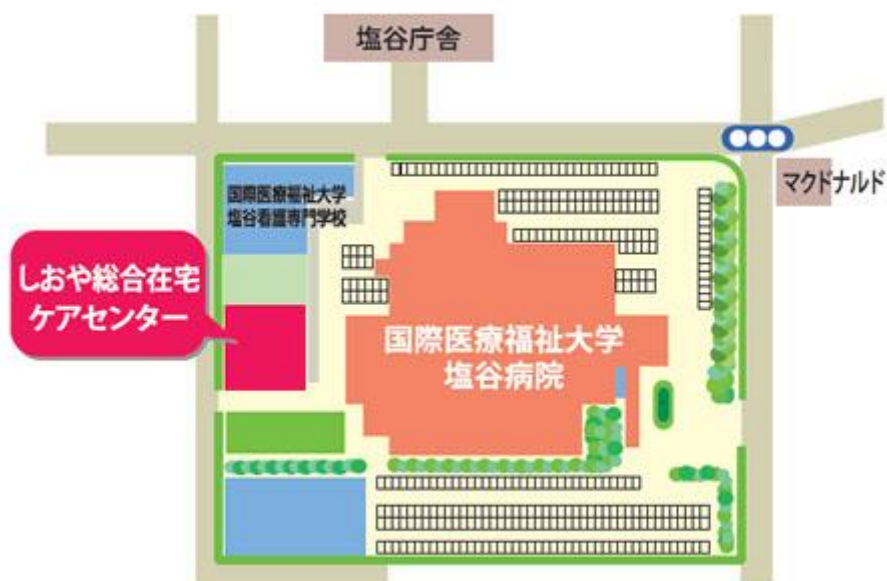 塩谷庁舎
マクドナルド
国際医療福祉大学
塩谷看護専門学校
しおや総合在宅
ケアセンター
国際医療福祉大学
塩谷病院